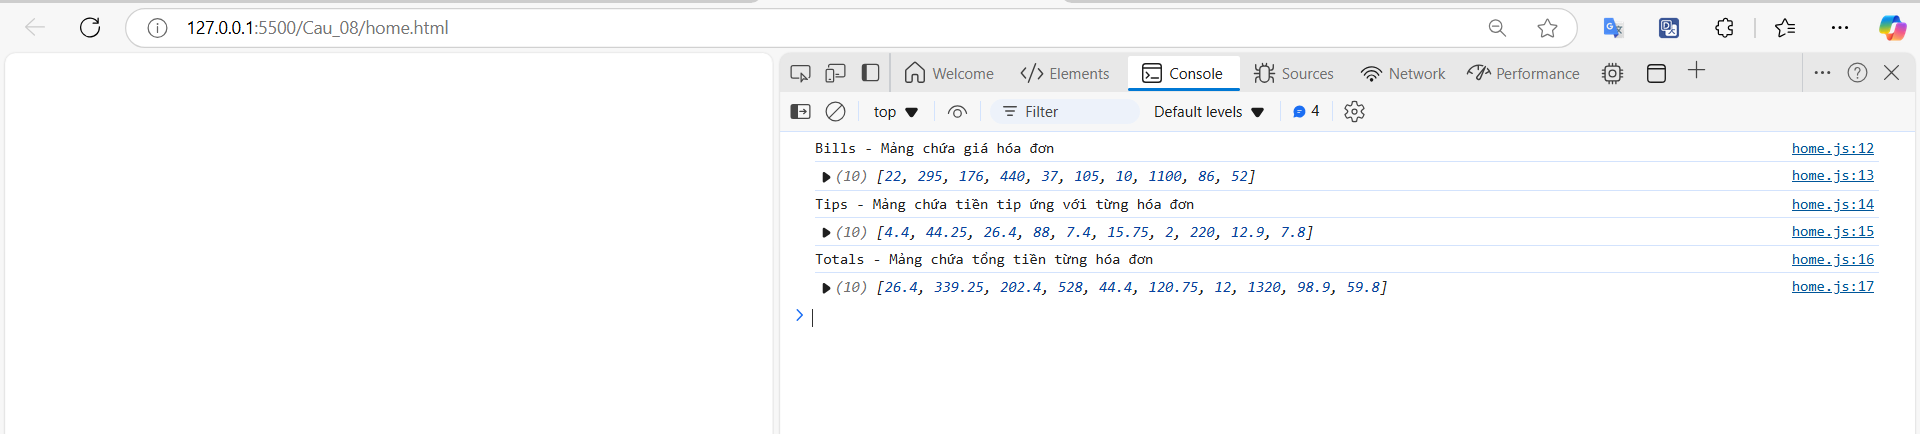 127.0.0.1:5500/Cau_08/home.html
Welcome Elements Console Sources Network Performance
top Filter Default levels 4
Bills - Mảng chứa giá hóa đơn home.js:12
(10) [22, 295, 176, 440, 37, 105, 10, 1100, 86, 52] home.js:13
Tips - Mảng chứa tiền tip ứng với từng hóa đơn home.js:14
(10) [4.4, 44.25, 26.4, 88, 7.4, 15.75, 2, 220, 12.9, 7.8] home.js:15
Totals - Mảng chứa tổng tiền từng hóa đơn home.js:16
(10) [26.4, 339.25, 202.4, 528, 44.4, 120.75, 12, 1320, 98.9, 59.8] home.js:17